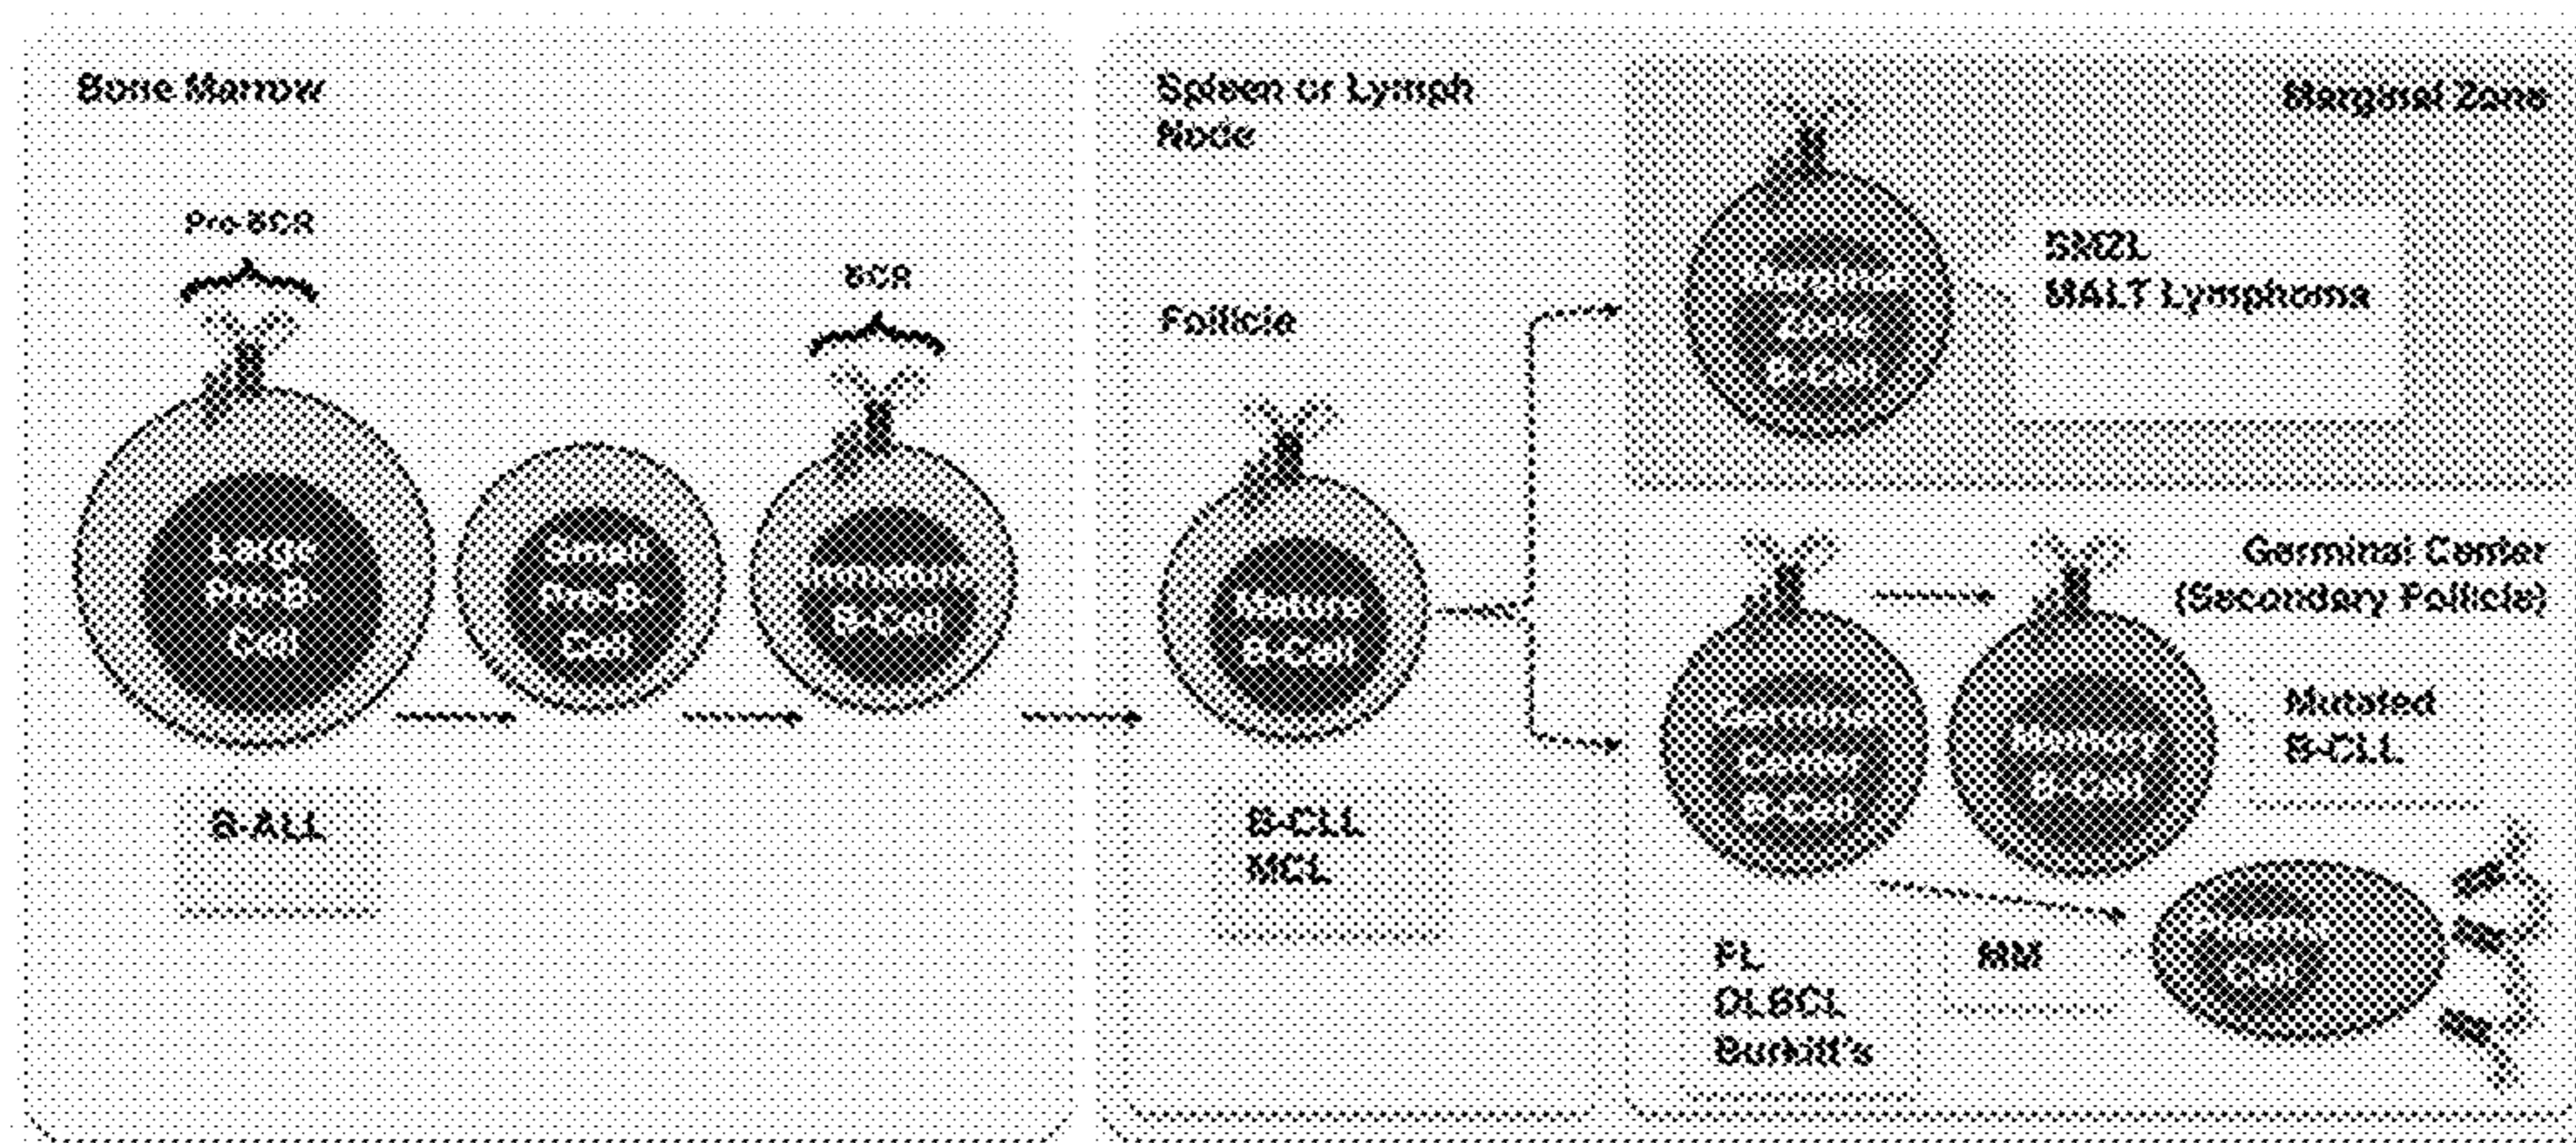 Bone Marrow
Pre-BCR
BCR
Large
Pre-B-
Cell
Small
Pre-B-
Cell
Immature
B-Cell
B-ALL
Spleen or Lymph
Node
Follicle
Mature
B-Cell
B-CLL
MCL
Marginal Zone
Marginal
Zone
B-Cell
SMZL
MALT Lymphoma
Germinal Center
(Secondary Follicle)
Germinal
Center
B-Cell
Memory
B-Cell
Mutated
B-CLL
FL
DLBCL
Burkitt's
MM
Plasma
Cell